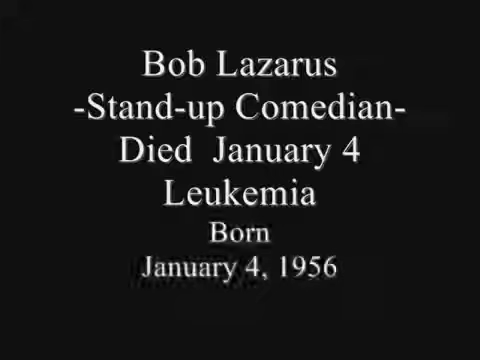 Bob Lazarus
-Stand-up Comedian-
Died January 4
Leukemia
Born
January 4, 1956